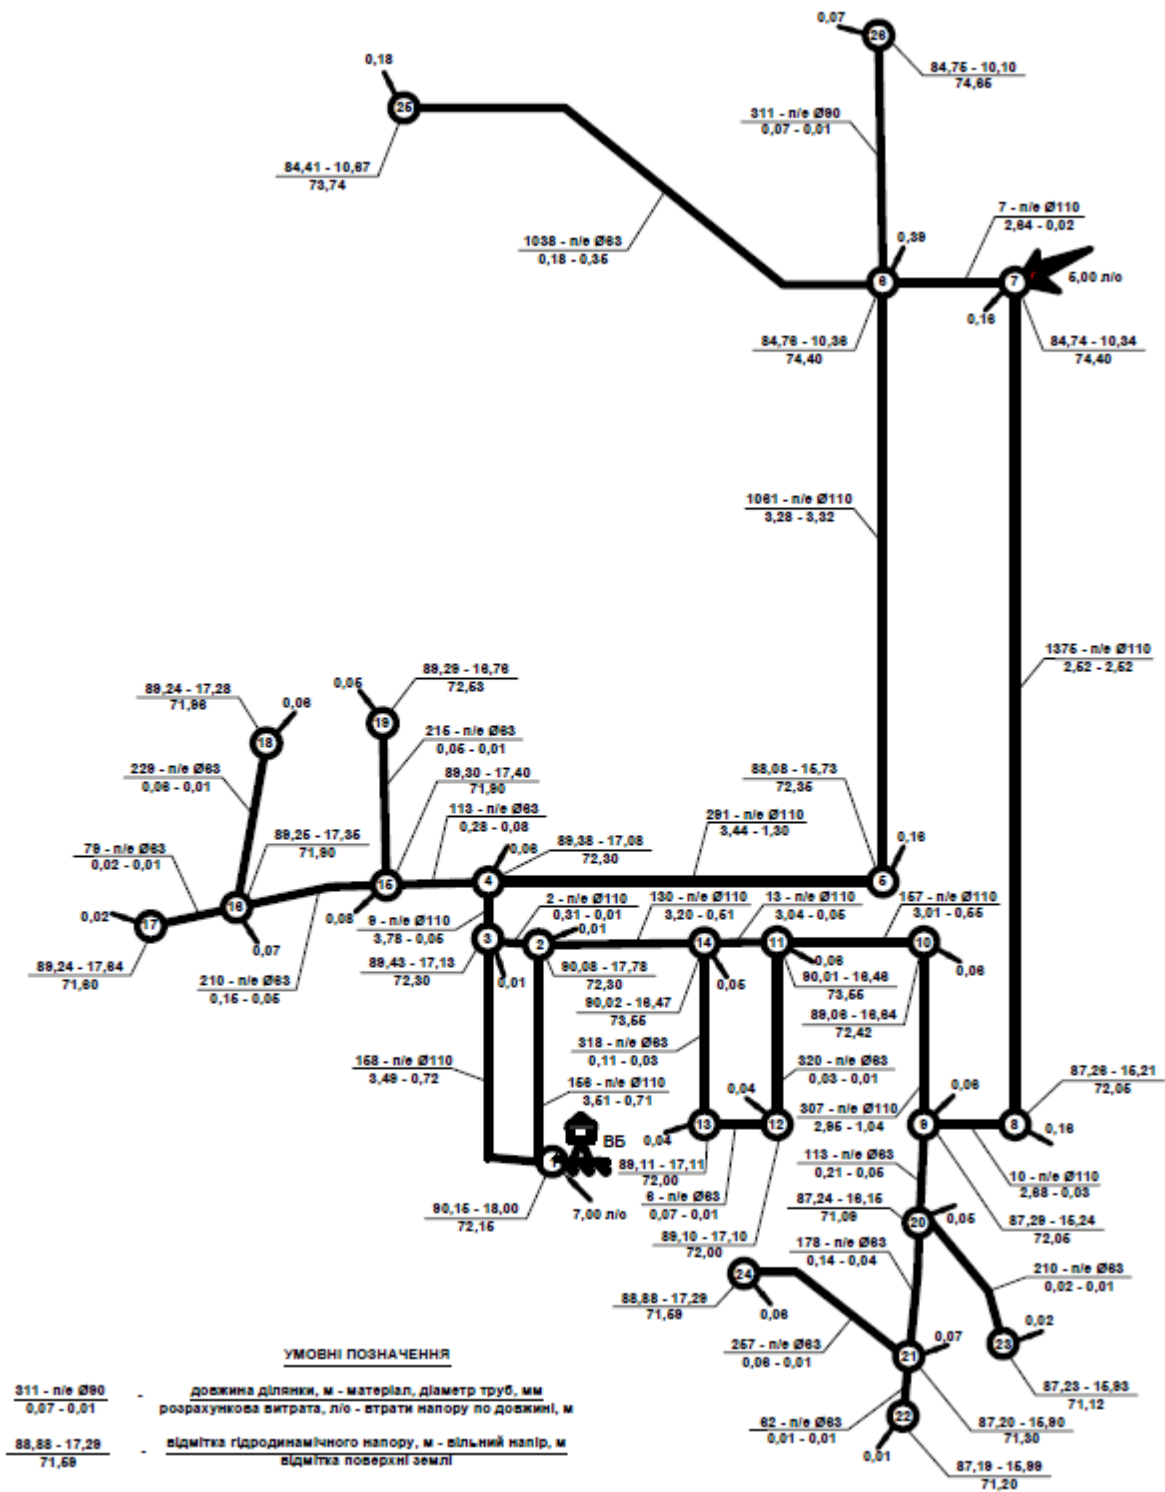 0,07
26
84,75 - 10,10
74,65
0,18
25
84,41 - 10,67
73,74
311 - п/е Ø90
0,07 - 0,01
7 - п/е Ø110
2,64 - 0,02
1038 - п/е Ø63
0,18 - 0,35
0,39
6
7
5,00 л/с
0,16
84,76 - 10,36
74,40
84,74 - 10,34
74,40
1061 - п/е Ø110
3,28 - 3,32
1375 - п/е Ø110
2,52 - 2,52
89,24 - 17,28
71,96
0,06
18
0,05
19
89,29 - 16,76
72,53
229 - п/е Ø63
0,06 - 0,01
215 - п/е Ø63
0,05 - 0,01
89,30 - 17,40
71,90
113 - п/е Ø63
0,28 - 0,08
88,08 - 15,73
72,35
291 - п/е Ø110
3,44 - 1,30
79 - п/е Ø63
0,02 - 0,01
89,25 - 17,35
71,90
0,06
89,38 - 17,08
72,30
0,16
15
4
5
0,02
17
16
0,07
0,08
9 - п/е Ø110
3,78 - 0,05
2 - п/е Ø110
0,31 - 0,01
130 - п/е Ø110
3,20 - 0,51
13 - п/е Ø110
3,04 - 0,05
157 - п/е Ø110
3,01 - 0,55
3
2
0,01
14
11
10
89,24 - 17,64
71,60
210 - п/е Ø63
0,15 - 0,05
89,43 - 17,13
72,30
0,01
90,08 - 17,78
72,30
0,05
0,06
90,01 - 16,46
73,55
0,06
90,02 - 16,47
73,55
89,06 - 16,64
72,42
158 - п/е Ø110
3,49 - 0,72
318 - п/е Ø63
0,11 - 0,03
320 - п/е Ø63
0,03 - 0,01
156 - п/е Ø110
3,51 - 0,71
0,04
307 - п/е Ø110
2,95 - 1,04
0,06
87,26 - 15,21
72,05
ВБ
0,04
13
12
9
8
0,16
1
89,11 - 17,11
72,00
113 - п/е Ø63
0,21 - 0,05
10 - п/е Ø110
2,68 - 0,03
90,15 - 18,00
72,15
7,00 л/с
6 - п/е Ø63
0,07 - 0,01
87,24 - 16,15
71,09
20
0,05
87,29 - 15,24
72,05
89,10 - 17,10
72,00
178 - п/е Ø63
0,14 - 0,04
24
210 - п/е Ø63
0,02 - 0,01
88,88 - 17,29
71,59
0,06
257 - п/е Ø63
0,06 - 0,01
0,07
21
0,02
23
87,23 - 15,93
71,12
62 - п/е Ø63
0,01 - 0,01
22
0,01
87,20 - 15,90
71,30
87,19 - 15,99
71,20
УМОВНІ ПОЗНАЧЕННЯ
311 - п/е Ø90 - довжина ділянки, м - матеріал, діаметр труб, мм
0,07 - 0,01 розрахункова витрата, л/с - втрати напору по довжині, м
88,88 - 17,29 - відмітка гідродинамічного напору, м - вільний напір, м
71,59 відмітка поверхні землі